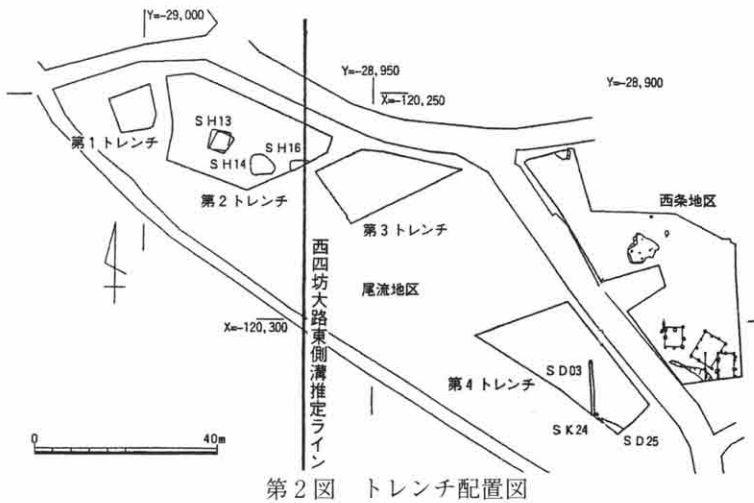 Y=-29,000
Y=-28,950
Y=-28,900
X=-120,250
SH13
第1トレンチ
SH14
SH16
西条地区
第2トレンチ
第3トレンチ
西四坊大路東側溝推定ライン
尾流地区
X=-120,300
SD03
第4トレンチ
SK24
SD25
0
40m
第2図 トレンチ配置図